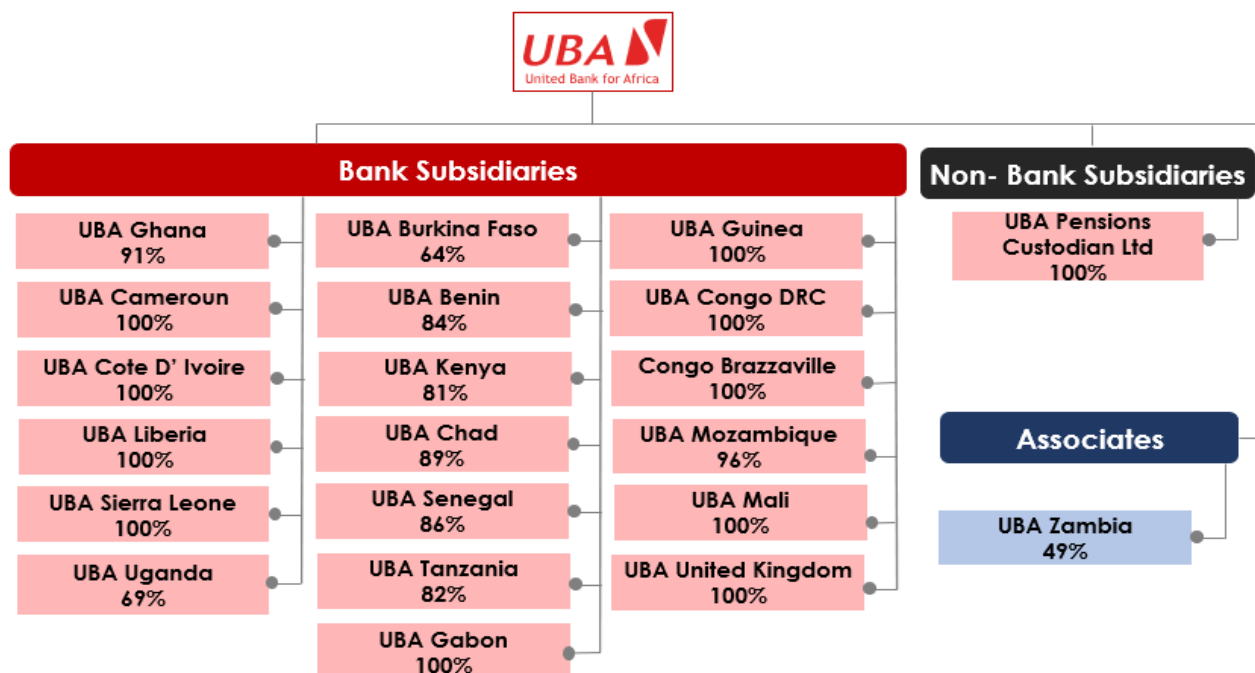 UBA
United Bank for Africa
Bank Subsidiaries
UBA Ghana
91%
UBA Cameroun
100%
UBA Cote D' Ivoire
100%
UBA Liberia
100%
UBA Sierra Leone
100%
UBA Uganda
69%
UBA Burkina Faso
64%
UBA Benin
84%
UBA Kenya
81%
UBA Chad
89%
UBA Senegal
86%
UBA Tanzania
82%
UBA Gabon
100%
UBA Guinea
100%
UBA Congo DRC
100%
Congo Brazzaville
100%
UBA Mozambique
96%
UBA Mali
100%
UBA United Kingdom
100%
Non- Bank Subsidiaries
UBA Pensions
Custodian Ltd
100%
Associates
UBA Zambia
49%